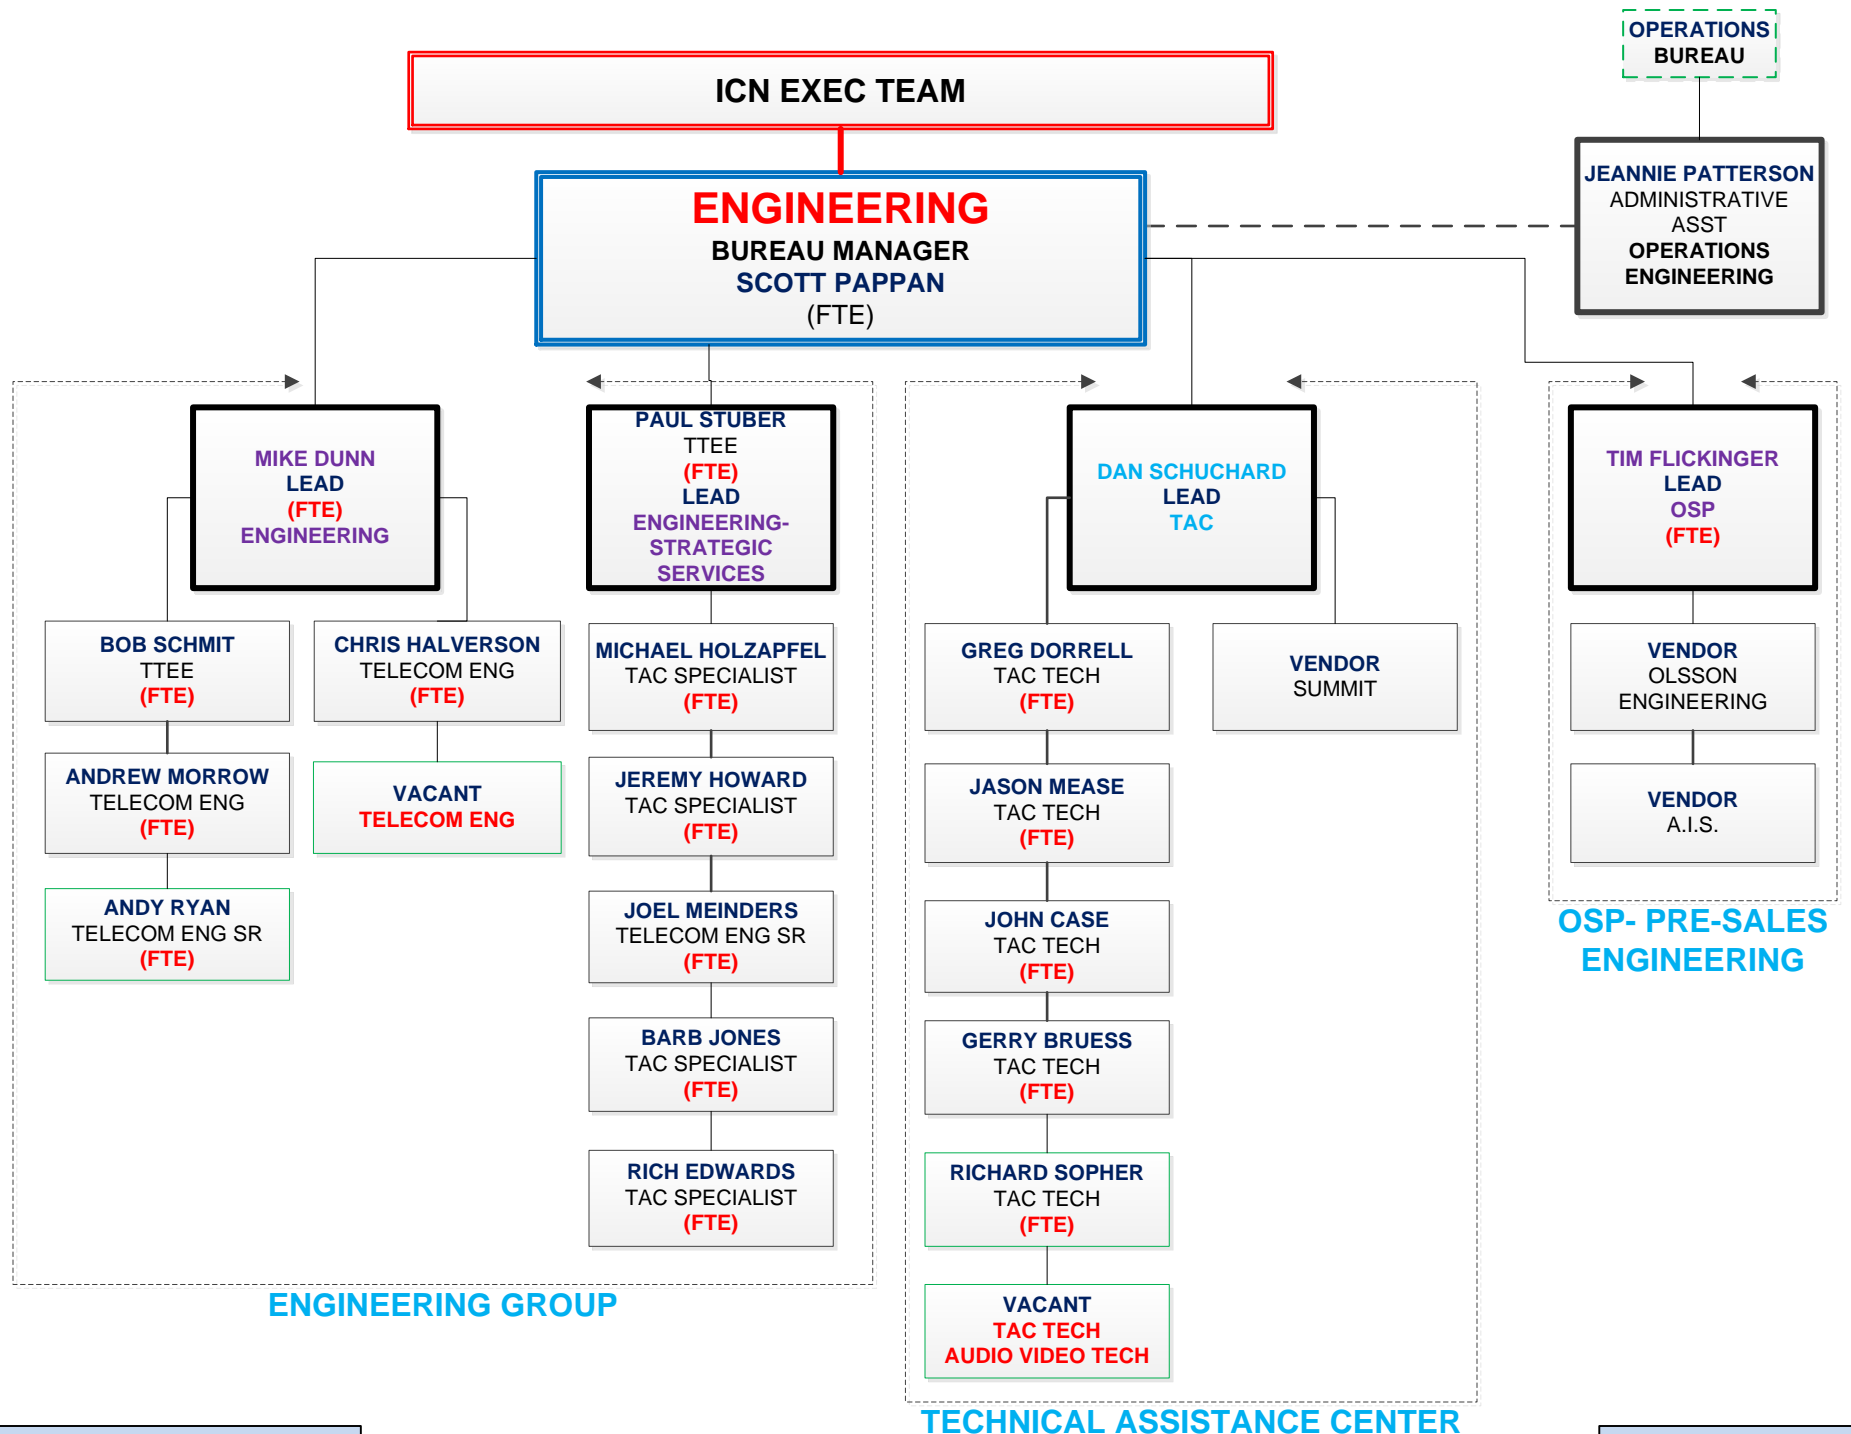 OPERATIONS
BUREAU
ICN EXEC TEAM
JEANNIE PATTERSON
ADMINISTRATIVE
ASST
OPERATIONS
ENGINEERING
ENGINEERING
BUREAU MANAGER
SCOTT PAPPAN
(FTE)
MIKE DUNN
LEAD
(FTE)
ENGINEERING
PAUL STUBER
TTEE
(FTE)
LEAD
ENGINEERING-
STRATEGIC
SERVICES
DAN SCHUCHARD
LEAD
TAC
TIM FLICKINGER
LEAD
OSP
(FTE)
BOB SCHMIT
TTEE
(FTE)
CHRIS HALVERSON
TELECOM ENG
(FTE)
MICHAEL HOLZAPFEL
TAC SPECIALIST
(FTE)
GREG DORRELL
TAC TECH
(FTE)
VENDOR
SUMMIT
VENDOR
OLSSON
ENGINEERING
ANDREW MORROW
TELECOM ENG
(FTE)
VACANT
TELECOM ENG
JEREMY HOWARD
TAC SPECIALIST
(FTE)
JASON MEASE
TAC TECH
(FTE)
VENDOR
A.I.S.
ANDY RYAN
TELECOM ENG SR
(FTE)
JOEL MEINDERS
TELECOM ENG SR
(FTE)
JOHN CASE
TAC TECH
(FTE)
OSP- PRE-SALES
ENGINEERING
BARB JONES
TAC SPECIALIST
(FTE)
GERRY BRUESS
TAC TECH
(FTE)
RICH EDWARDS
TAC SPECIALIST
(FTE)
RICHARD SOPHER
TAC TECH
(FTE)
ENGINEERING GROUP
VACANT
TAC TECH
AUDIO VIDEO TECH
TECHNICAL ASSISTANCE CENTER